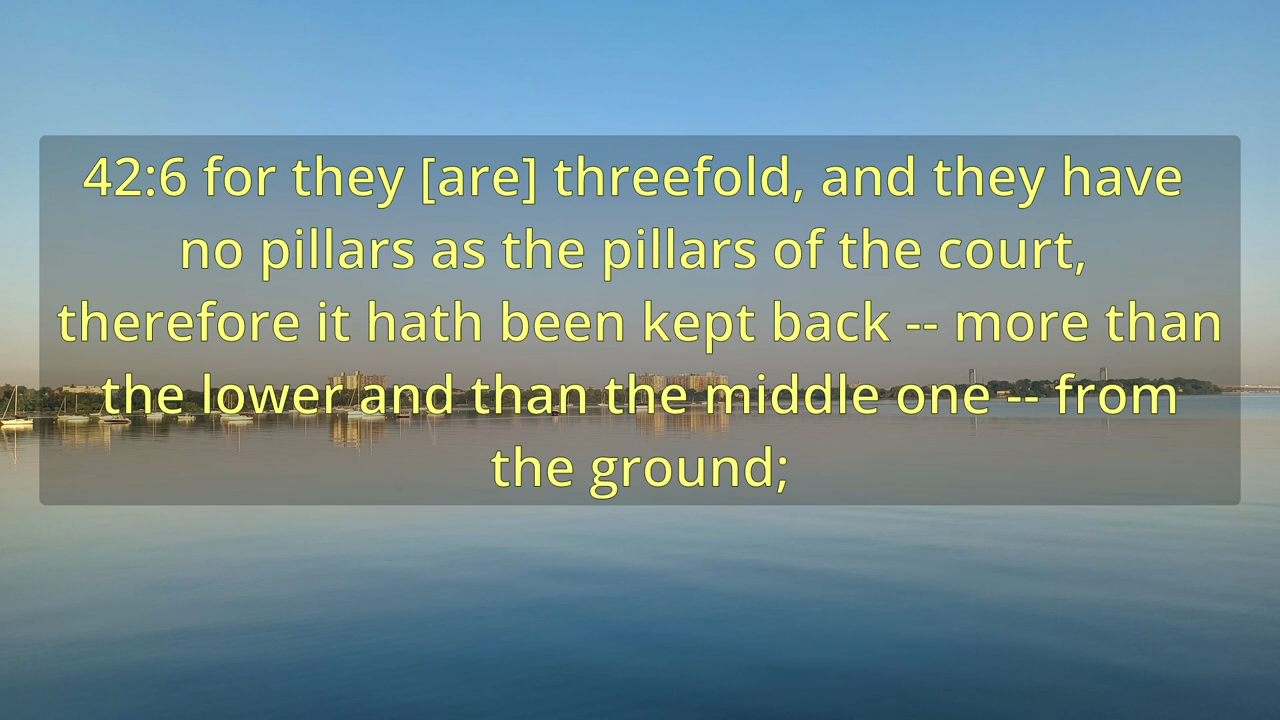 42:6 for they [are] threefold, and they have
no pillars as the pillars of the court,
therefore it hath been kept back -- more than
the lower and than the middle one -- from
the ground;